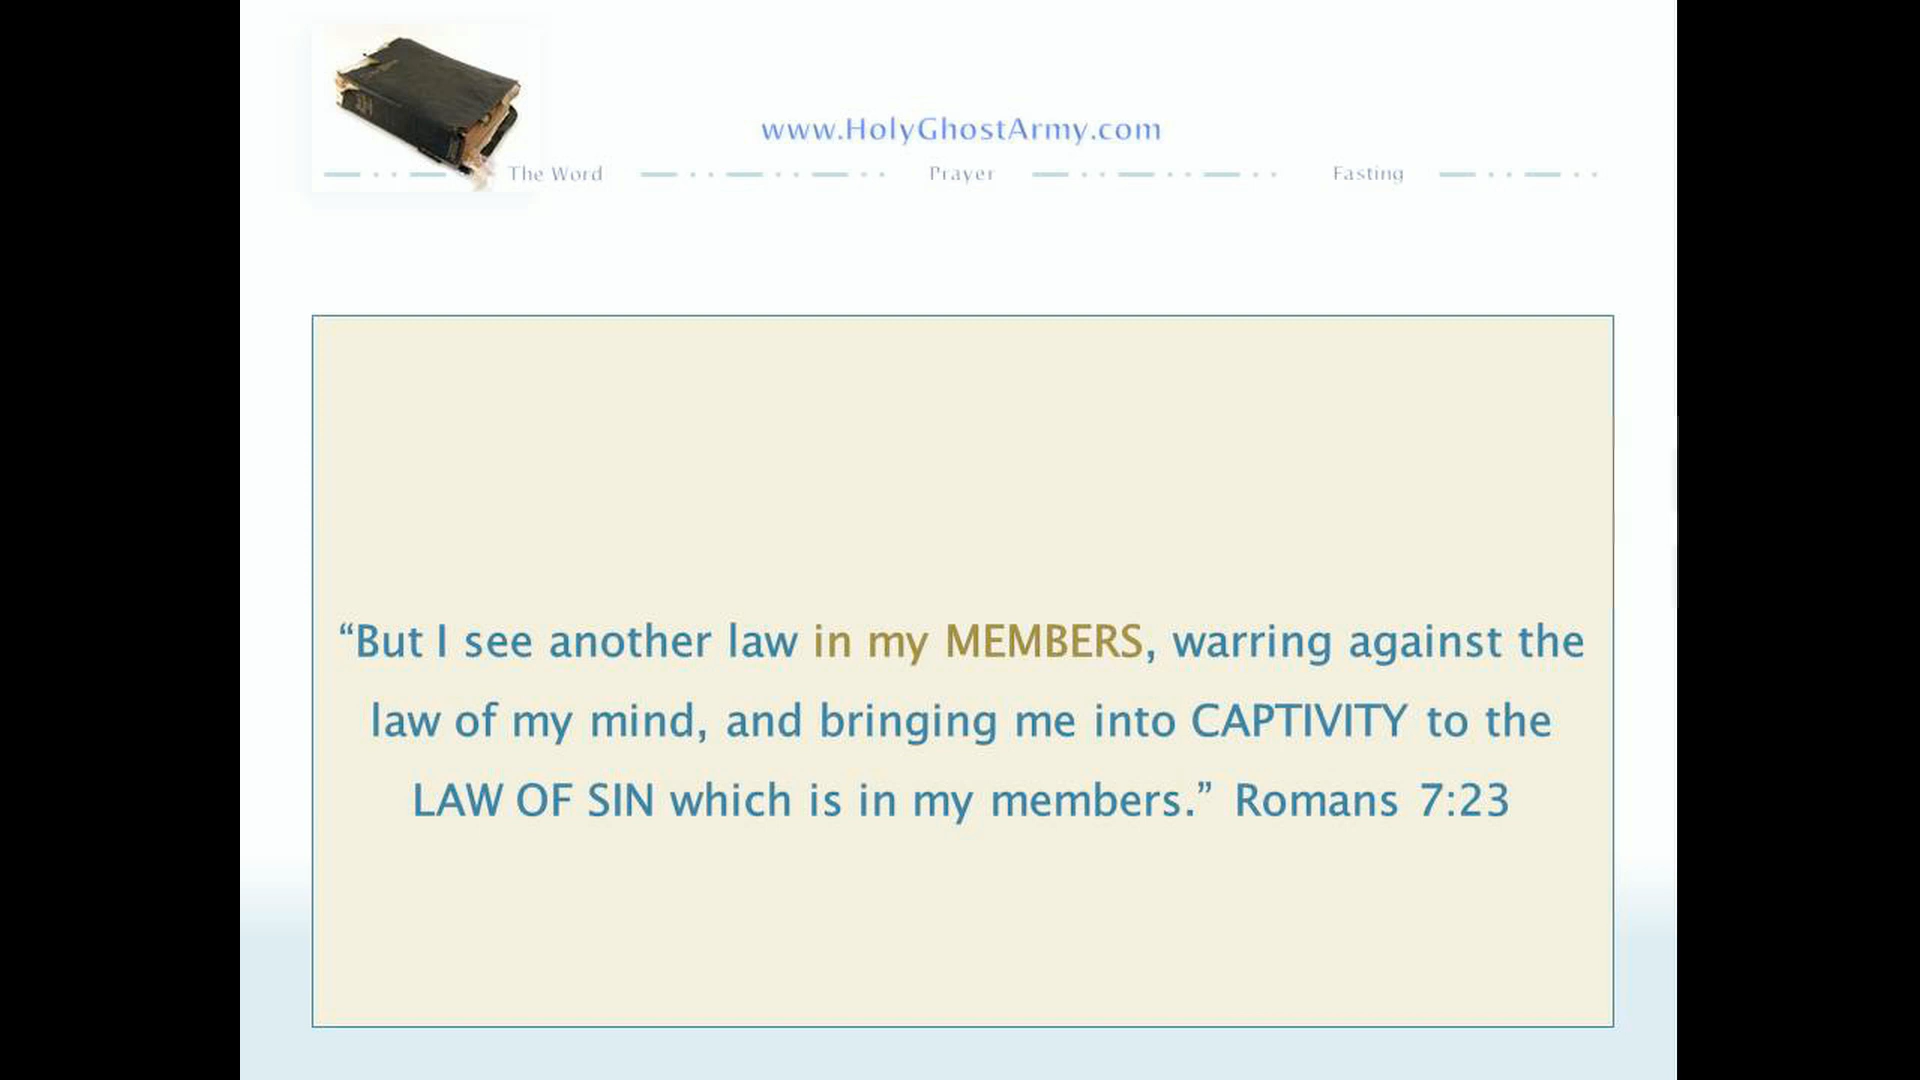 www.HolyGhostArmy.com
The Word
Prayer
Fasting
“But I see another law in my MEMBERS, warring against the
law of my mind, and bringing me into CAPTIVITY to the
LAW OF SIN which is in my members.” Romans 7:23